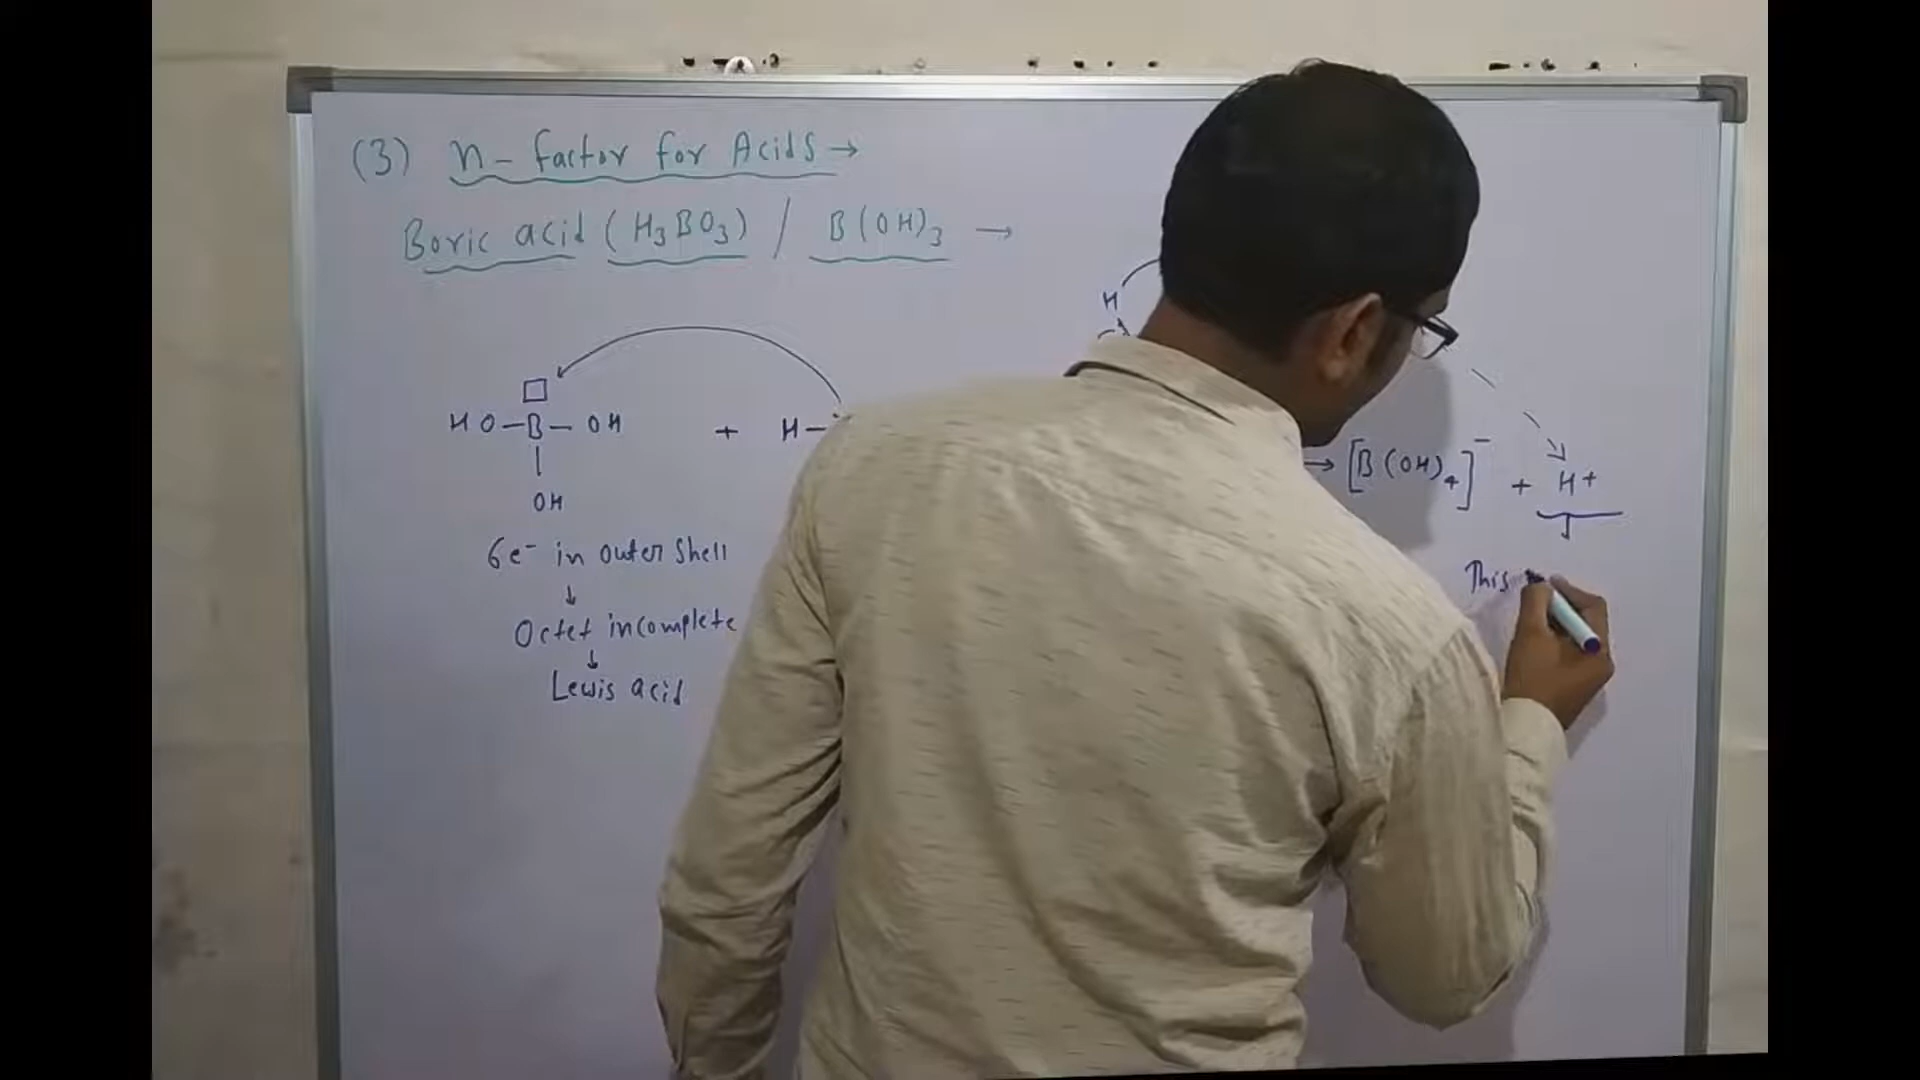 (3) n-factor for Acids →
Boric acid (H3BO3) / B(OH)3 →
H
□
HO—B—OH + H—
OH
→ [B(OH)4]⁻ + H+
6e⁻ in outer shell
↓
Octet incomplete
↓
Lewis acid
This